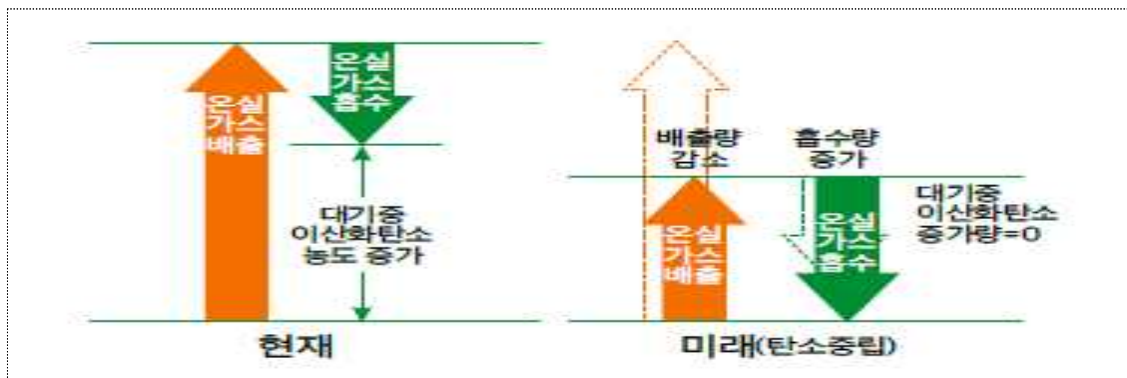 온실
가스
배출
온실
가스
흡수
대기중
이산화탄소
농도 증가
현재
배출량
감소
흡수량
증가
온실
가스
배출
온실
가스
흡수
대기중
이산화탄소
증가량=0
미래(탄소중립)